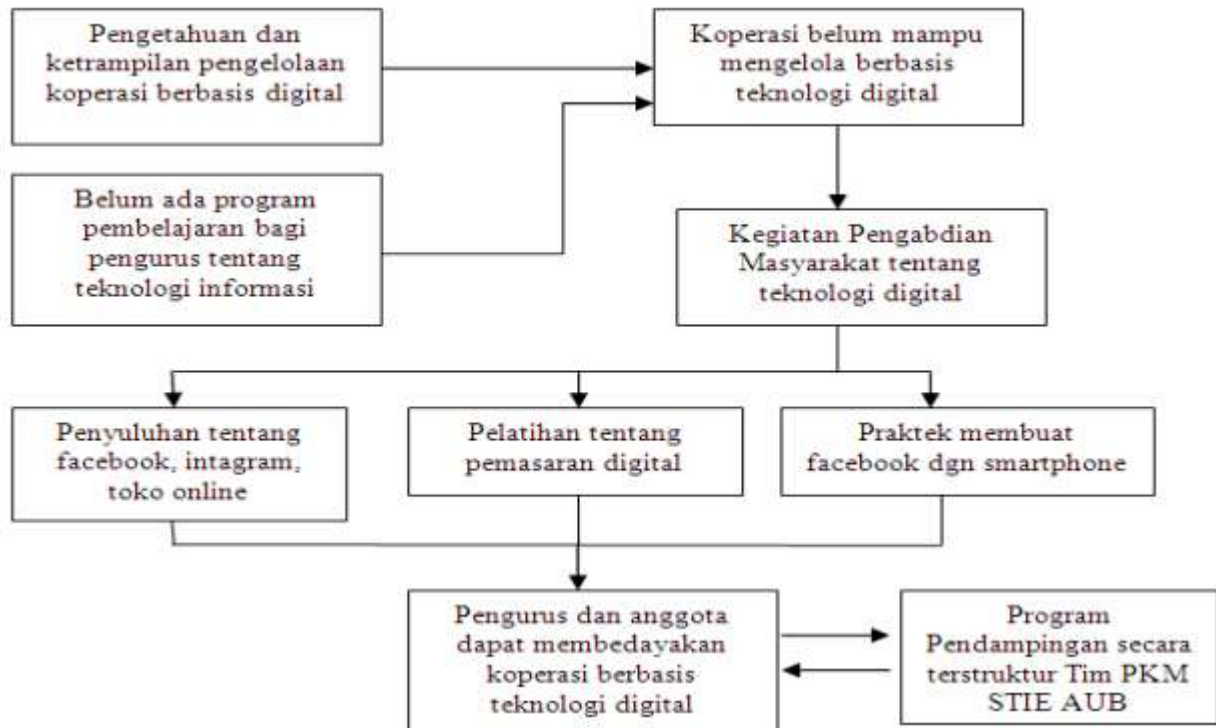 Pengetahuan dan
ketrampilan pengelolaan
koperasi berbasis digital
Koperasi belum mampu
mengelola berbasis
teknologi digital
Belum ada program
pembelajaran bagi
pengurus tentang
teknologi informasi
Kegiatan Pengabdian
Masyarakat tentang
teknologi digital
Penyuluhan tentang
facebook, intagram,
toko online
Pelatihan tentang
pemasaran digital
Praktek membuat
facebook dgn smartphone
Pengurus dan anggota
dapat membedayakan
koperasi berbasis
teknologi digital
Program
Pendampingan secara
terstruktur Tim PKM
STIE AUB